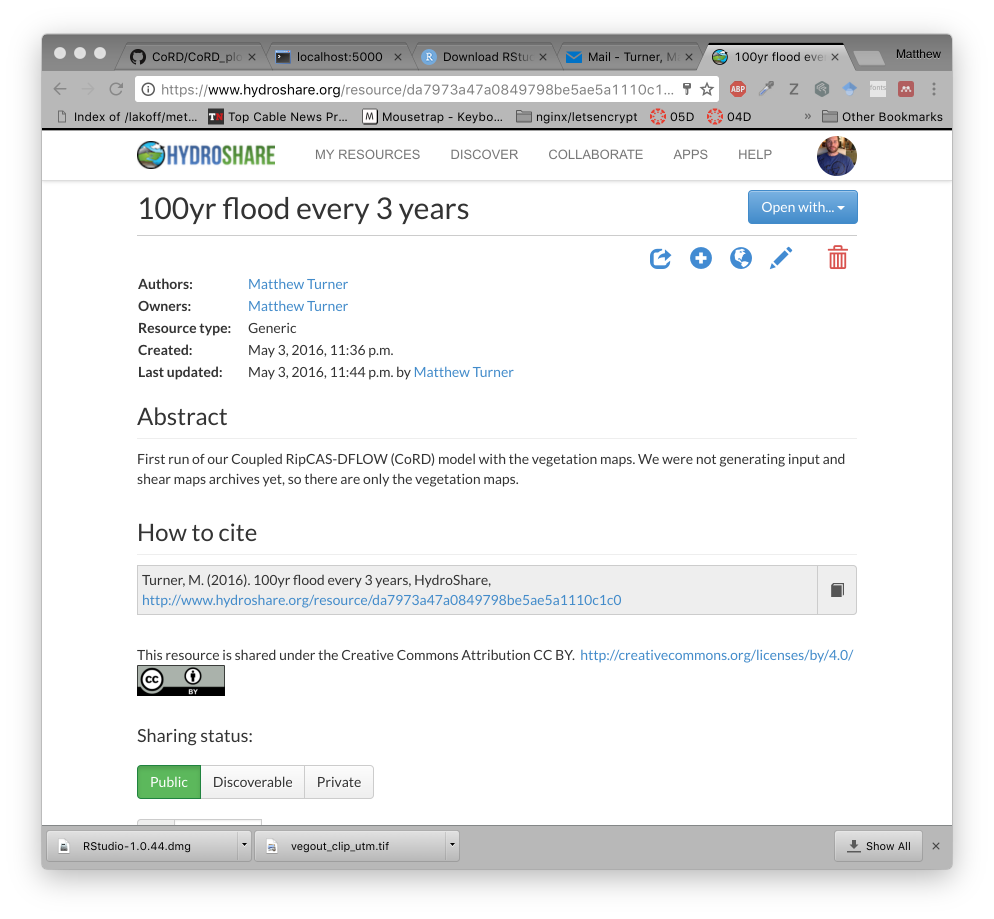 CoRD/CoRD_plo
localhost:5000
Download RStu
Mail - Turner, M
100yr flood eve
Matthew
https://www.hydroshare.org/resource/da7973a47a0849798be5ae5a1110c1...
ABP
Z
fonts
Index of /lakoff/met...
TN
Top Cable News Pr...
M
Mousetrap - Keybo...
nginx/letsencrypt
05D
04D
»
Other Bookmarks
HYDROSHARE
MY RESOURCES
DISCOVER
COLLABORATE
APPS
HELP
100yr flood every 3 years
Open with...
Authors: Matthew Turner
Owners: Matthew Turner
Resource type: Generic
Created: May 3, 2016, 11:36 p.m.
Last updated: May 3, 2016, 11:44 p.m. by Matthew Turner
Abstract
First run of our Coupled RipCAS-DFLOW (CoRD) model with the vegetation maps. We were not generating input and
shear maps archives yet, so there are only the vegetation maps.
How to cite
Turner, M. (2016). 100yr flood every 3 years, HydroShare,
http://www.hydroshare.org/resource/da7973a47a0849798be5ae5a1110c1c0
This resource is shared under the Creative Commons Attribution CC BY. http://creativecommons.org/licenses/by/4.0/
cc
BY
Sharing status:
Public
Discoverable
Private
RStudio-1.0.44.dmg
vegout_clip_utm.tif
Show All